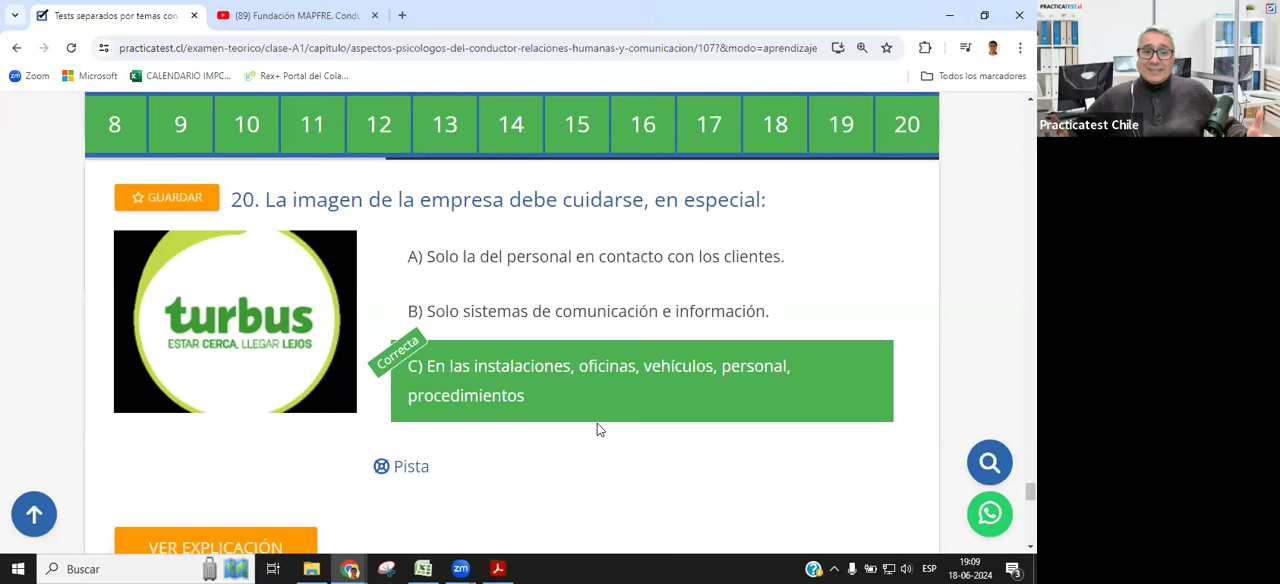 Tests separados por temas con
(89) Fundación MAPFRE. Cundu
practicatest.cl/examen-teorico/clase-A1/capitulo/aspectos-psicologos-del-conductor-relaciones-humanas-y-comunicacion/107?&modo=aprendizaje
Zoom
Microsoft
CALENDARIO IMPC...
Rex+ Portal del Cola...
Todos los marcadores
PRACTICATEST.cl
Practicatest Chile
8 9 10 11 12 13 14 15 16 17 18 19 20
GUARDAR
20. La imagen de la empresa debe cuidarse, en especial:
turbus
ESTAR CERCA, LLEGAR LEJOS
A) Solo la del personal en contacto con los clientes.
B) Solo sistemas de comunicación e información.
Correcta
C) En las instalaciones, oficinas, vehículos, personal,
procedimientos
Pista
VER EXPLICACIÓN
Buscar
ESP
19:09
18-06-2024
3